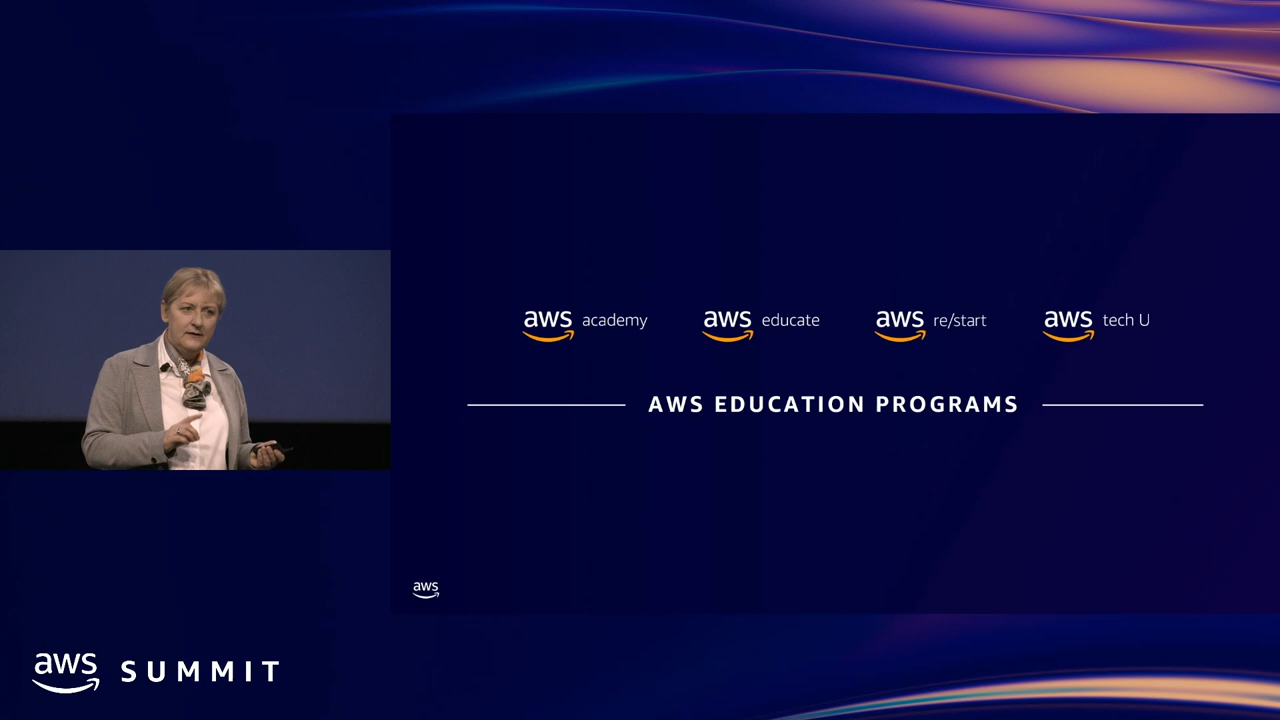 aws academy
aws educate
aws re/start
aws tech U
AWS EDUCATION PROGRAMS
aws
aws SUMMIT